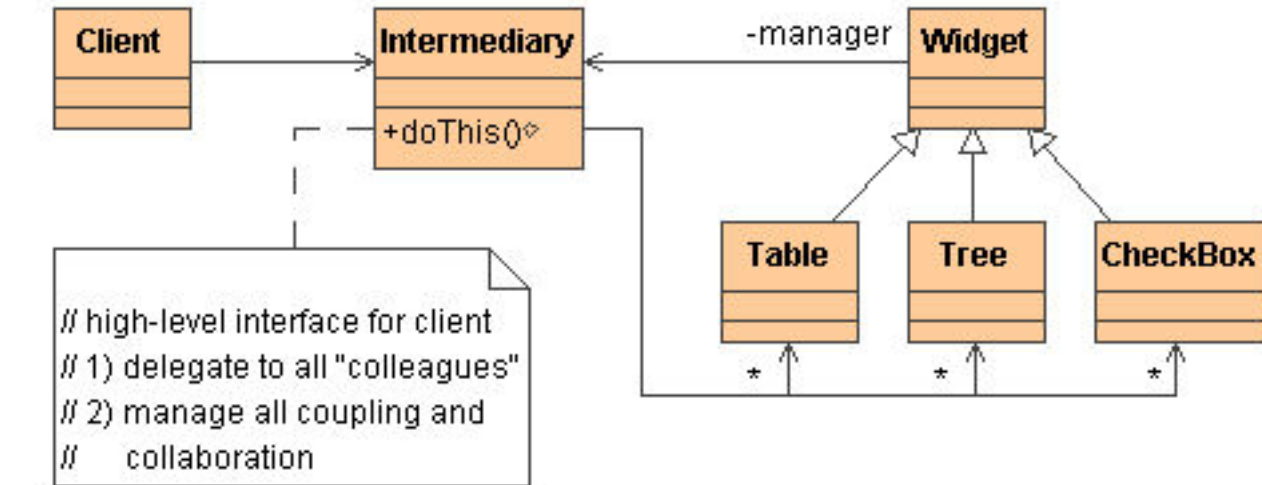 Client
Intermediary
-manager
Widget
+doThis()
Table
Tree
CheckBox
// high-level interface for client
// 1) delegate to all "colleagues"
// 2) manage all coupling and
// collaboration
*
*
*